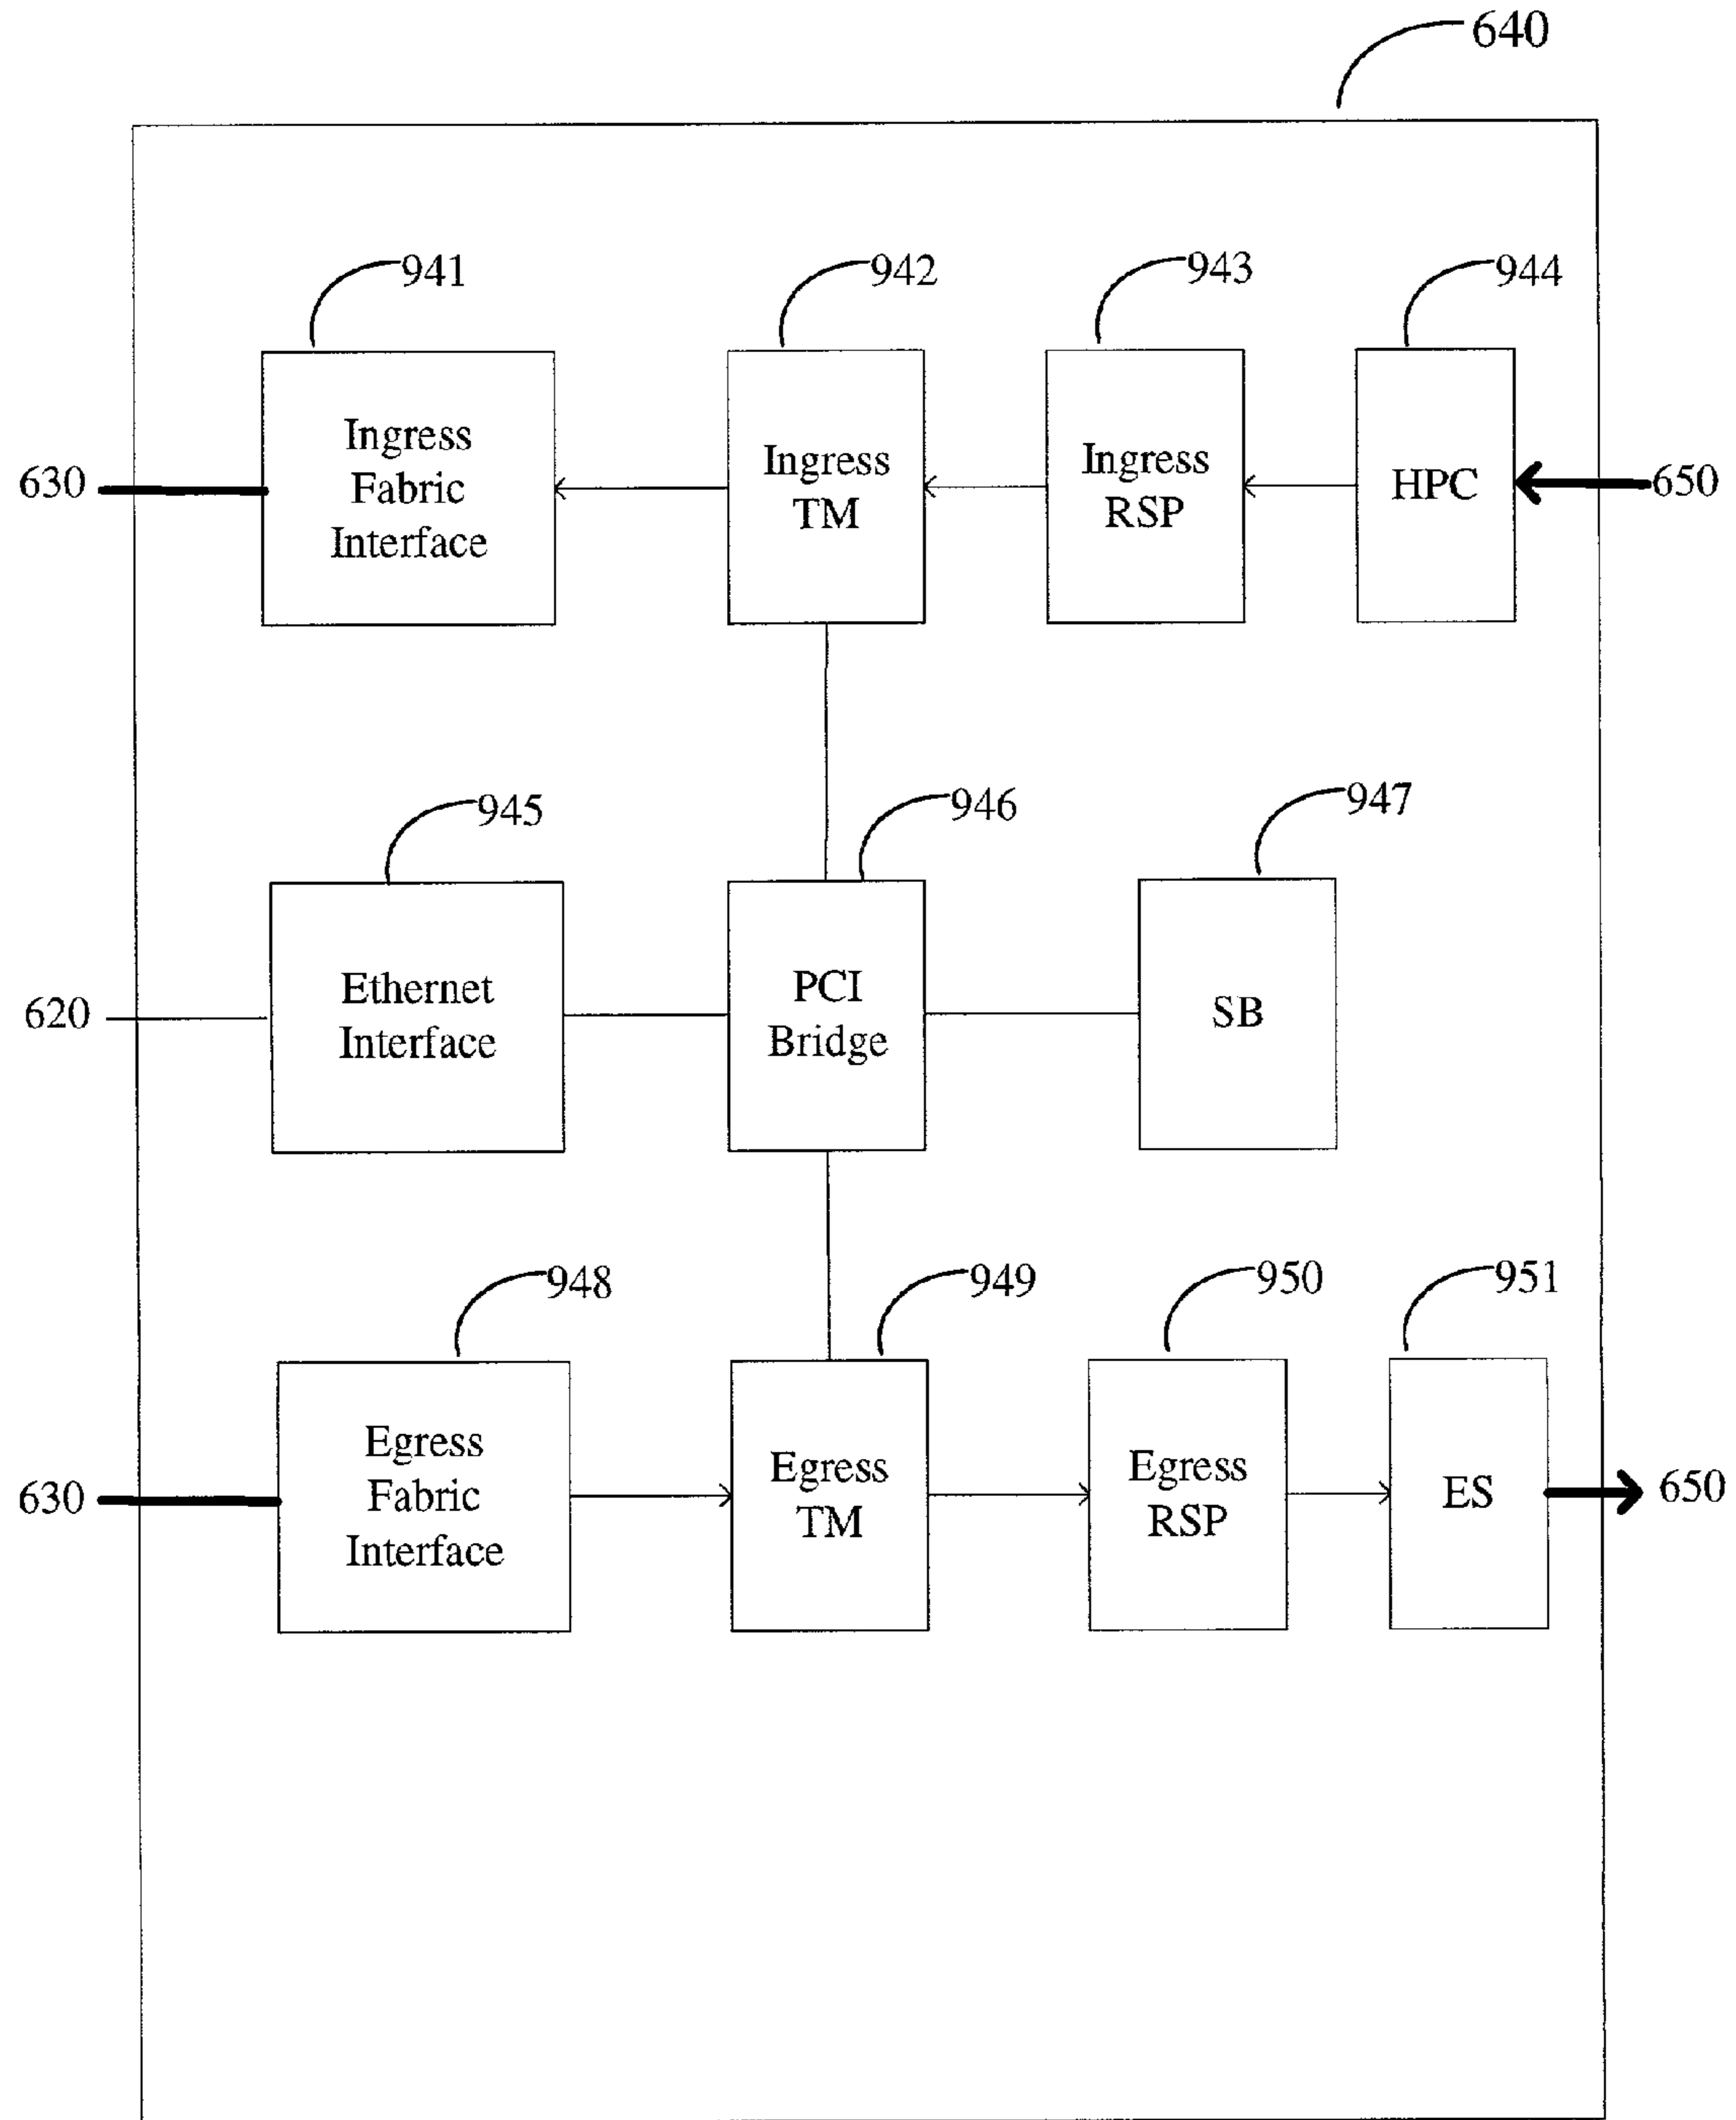 640
941
942
943
944
630
Ingress
Fabric
Interface
Ingress
TM
Ingress
RSP
HPC
650
945
946
947
620
Ethernet
Interface
PCI
Bridge
SB
948
949
950
951
630
Egress
Fabric
Interface
Egress
TM
Egress
RSP
ES
650